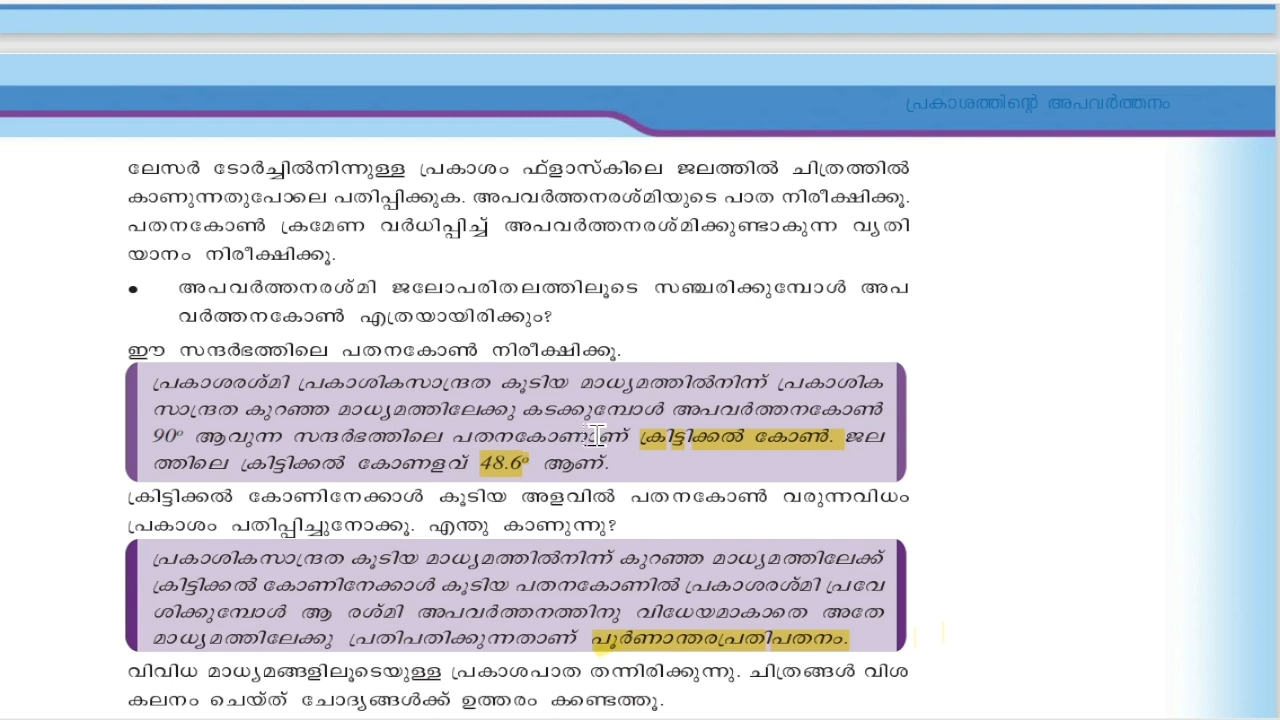 പ്രകാശത്തിന്റെ അപവർത്തനം
ലേസർ ടോർച്ചിൽനിന്നുള്ള പ്രകാശം ഫ്ളാസ്കിലെ ജലത്തിൽ ചിത്രത്തിൽ
കാണുന്നതുപോലെ പതിപ്പിക്കുക. അപവർത്തനരശ്മിയുടെ പാത നിരീക്ഷിക്കൂ.
പതനകോൺ ക്രമേണ വർധിപ്പിച്ച് അപവർത്തനരശ്മിക്കുണ്ടാകുന്ന വ്യതി
യാനം നിരീക്ഷിക്കൂ.
• അപവർത്തനരശ്മി ജലോപരിതലത്തിലൂടെ സഞ്ചരിക്കുമ്പോൾ അപ
വർത്തനകോൺ എത്രയായിരിക്കും?
ഈ സന്ദർഭത്തിലെ പതനകോൺ നിരീക്ഷിക്കൂ.
പ്രകാശരശ്മി പ്രകാശികസാന്ദ്രത കൂടിയ മാധ്യമത്തിൽനിന്ന് പ്രകാശിക
സാന്ദ്രത കുറഞ്ഞ മാധ്യമത്തിലേക്കു കടക്കുമ്പോൾ അപവർത്തനകോൺ
90° ആവുന്ന സന്ദർഭത്തിലെ പതനകോണാണ് ക്രിട്ടിക്കൽ കോൺ. ജല
ത്തിലെ ക്രിട്ടിക്കൽ കോണളവ് 48.6° ആണ്.
ക്രിട്ടിക്കൽ കോണിനേക്കാൾ കൂടിയ അളവിൽ പതനകോൺ വരുന്നവിധം
പ്രകാശം പതിപ്പിച്ചുനോക്കൂ. എന്തു കാണുന്നു?
പ്രകാശികസാന്ദ്രത കൂടിയ മാധ്യമത്തിൽനിന്ന് കുറഞ്ഞ മാധ്യമത്തിലേക്ക്
ക്രിട്ടിക്കൽ കോണിനേക്കാൾ കൂടിയ പതനകോണിൽ പ്രകാശരശ്മി പ്രവേ
ശിക്കുമ്പോൾ ആ രശ്മി അപവർത്തനത്തിനു വിധേയമാകാതെ അതേ
മാധ്യമത്തിലേക്കു പ്രതിപതിക്കുന്നതാണ് പൂർണാന്തരപ്രതിപതനം.
വിവിധ മാധ്യമങ്ങളിലൂടെയുള്ള പ്രകാശപാത തന്നിരിക്കുന്നു. ചിത്രങ്ങൾ വിശ
കലനം ചെയ്ത് ചോദ്യങ്ങൾക്ക് ഉത്തരം കണ്ടെത്തൂ.